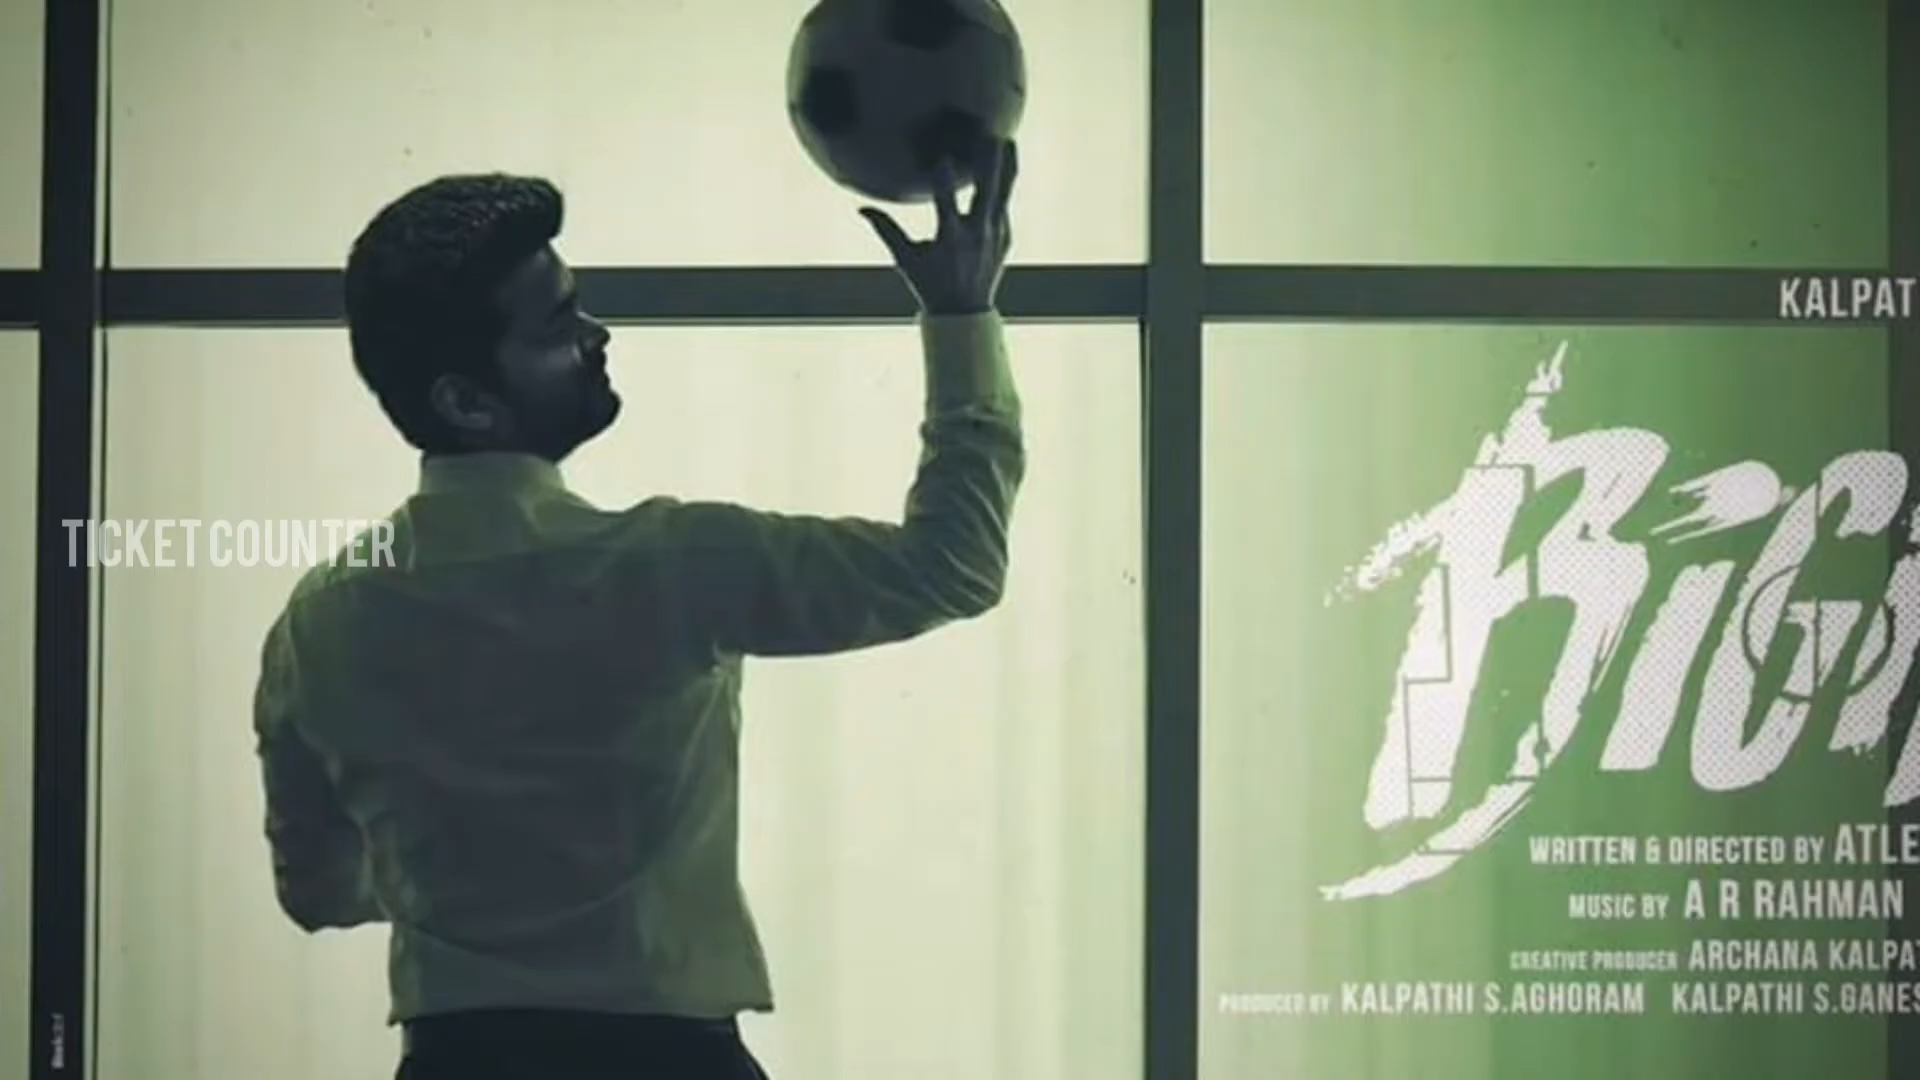 KALPAT
BIGI
TICKET COUNTER
WRITTEN & DIRECTED BY ATLE
MUSIC BY A R RAHMAN
CREATIVE PRODUCER ARCHANA KALPAT
PRODUCED BY KALPATHI S.AGHORAM KALPATHI S.GANES